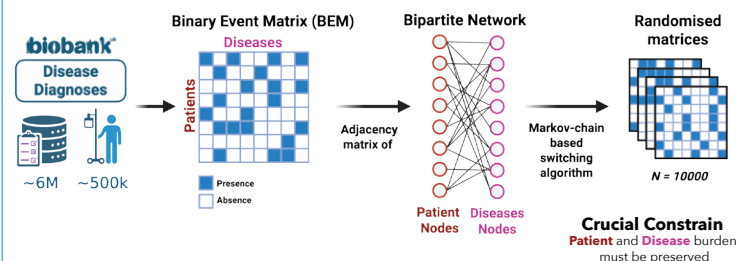 biobank
Disease
Diagnoses
~6M
~500k
Binary Event Matrix (BEM)
Diseases
Patients
Presence
Absence
Adjacency
matrix of
Bipartite Network
Patient
Nodes
Diseases
Nodes
Markov-chain
based
switching
algorithm
Randomised
matrices
N = 10000
Crucial Constrain
Patient and Disease burden
must be preserved